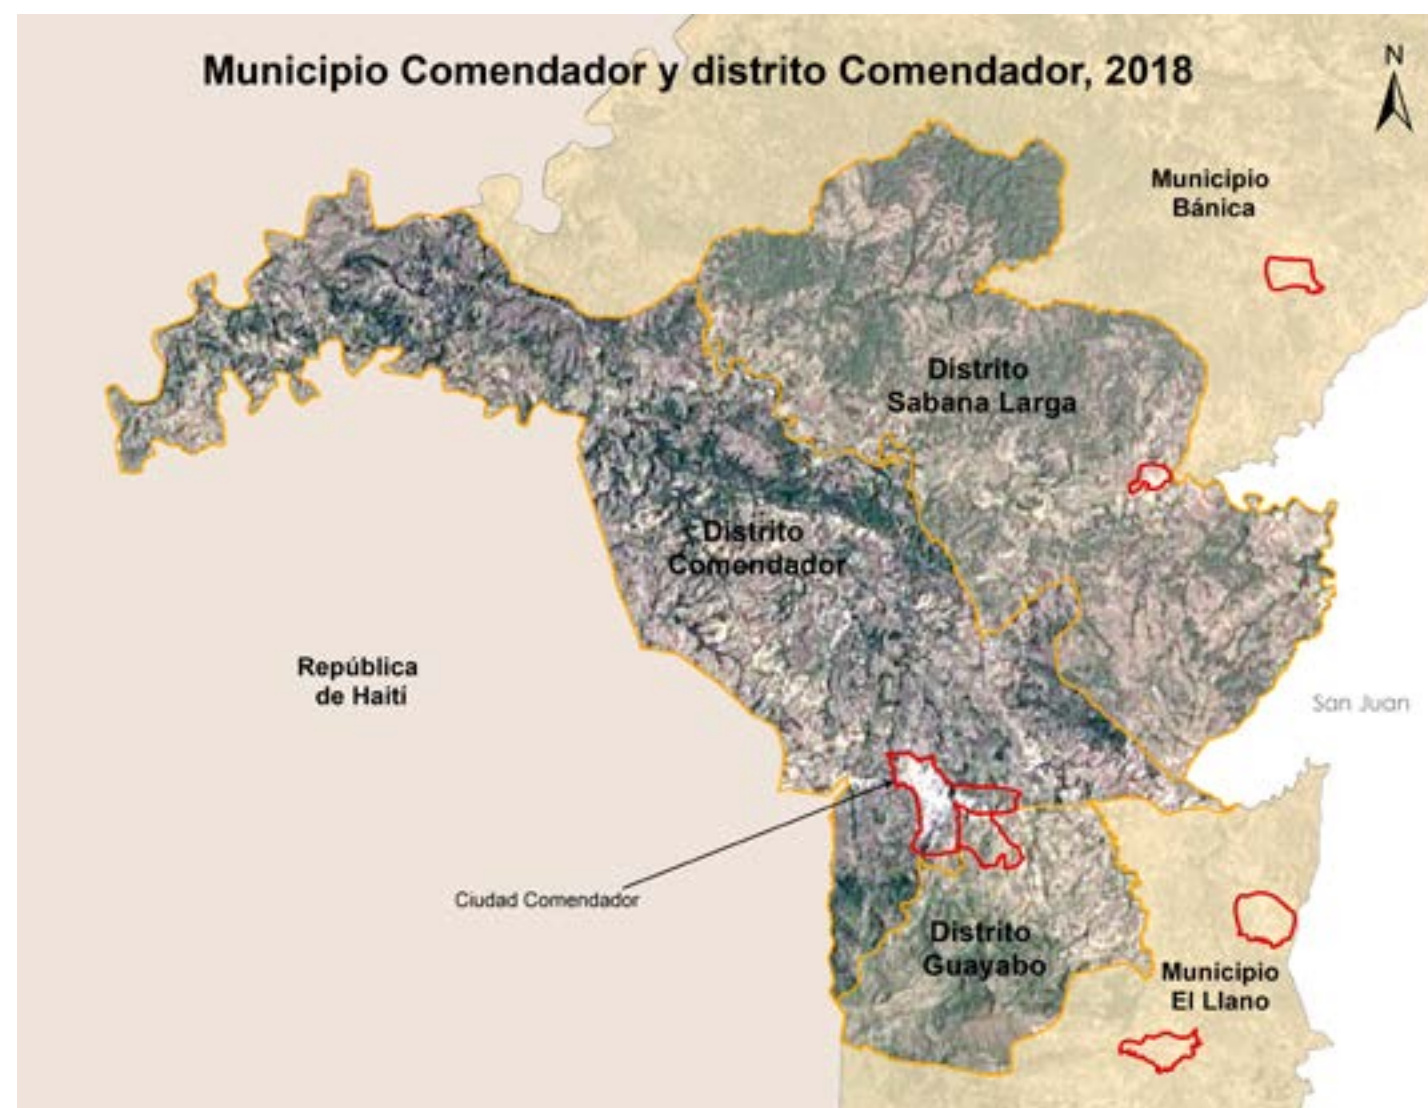 Municipio Comendador y distrito Comendador, 2018
N
Municipio
Bánica
Distrito
Sabana Larga
Distrito
Comendador
República
de Haití
San Juan
Ciudad Comendador
Distrito
Guayabo
Municipio
El Llano